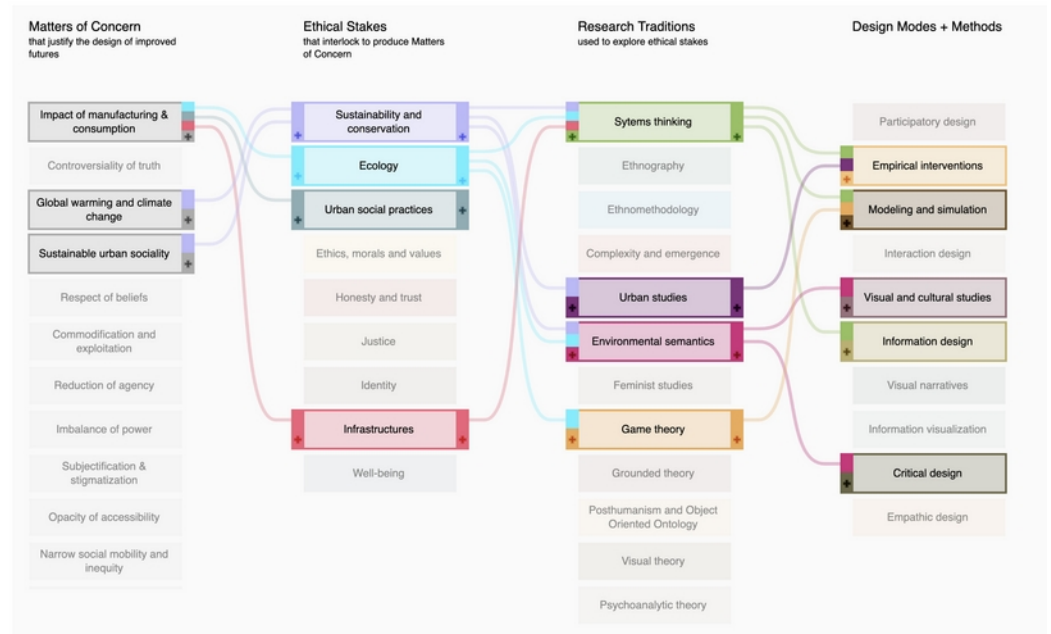 Matters of Concern
that justify the design of improved
futures
Impact of manufacturing &
consumption
Controversiality of truth
Global warming and climate
change
Sustainable urban sociality
Respect of beliefs
Commodification and
exploitation
Reduction of agency
Imbalance of power
Subjectification &
stigmatization
Opacity of accessibility
Narrow social mobility and
inequity
Ethical Stakes
that interlock to produce Matters
of Concern
Sustainability and
conservation
Ecology
Urban social practices
Ethics, morals and values
Honesty and trust
Justice
Identity
Infrastructures
Well-being
Research Traditions
used to explore ethical stakes
Sytems thinking
Ethnography
Ethnomethodology
Complexity and emergence
Urban studies
Environmental semantics
Feminist studies
Game theory
Grounded theory
Posthumanism and Object
Oriented Ontology
Visual theory
Psychoanalytic theory
Design Modes + Methods
Participatory design
Empirical interventions
Modeling and simulation
Interaction design
Visual and cultural studies
Information design
Visual narratives
Information visualization
Critical design
Empathic design